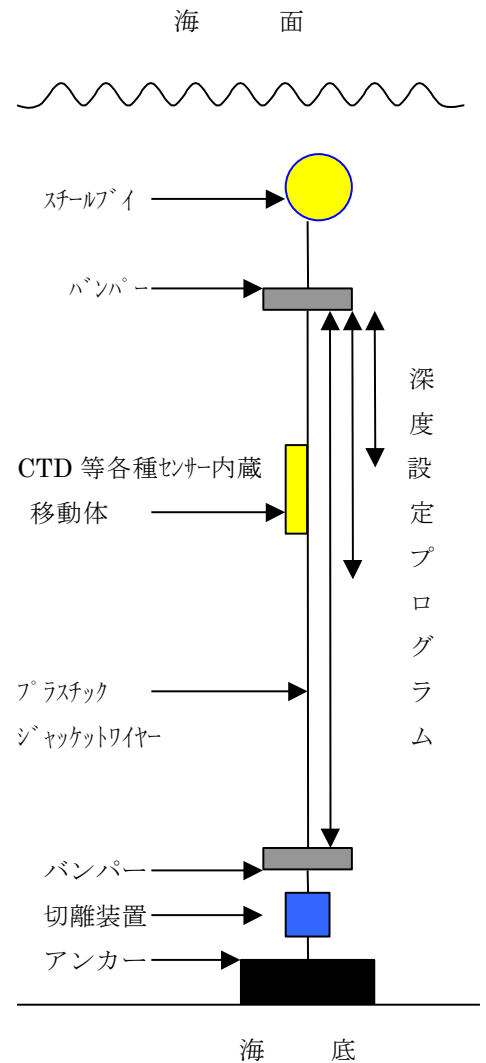 海　面
ｽﾁｰﾙﾌﾞｲ
ﾊﾞﾝﾊﾟｰ
深度設定プログラム
CTD 等各種ｾﾝｻｰ内蔵
移動体
ﾌﾟﾗｽﾁｯｸ
ｼﾞｬｯｹｯﾄﾜｲﾔｰ
バンパー
切離装置
アンカー
海　底